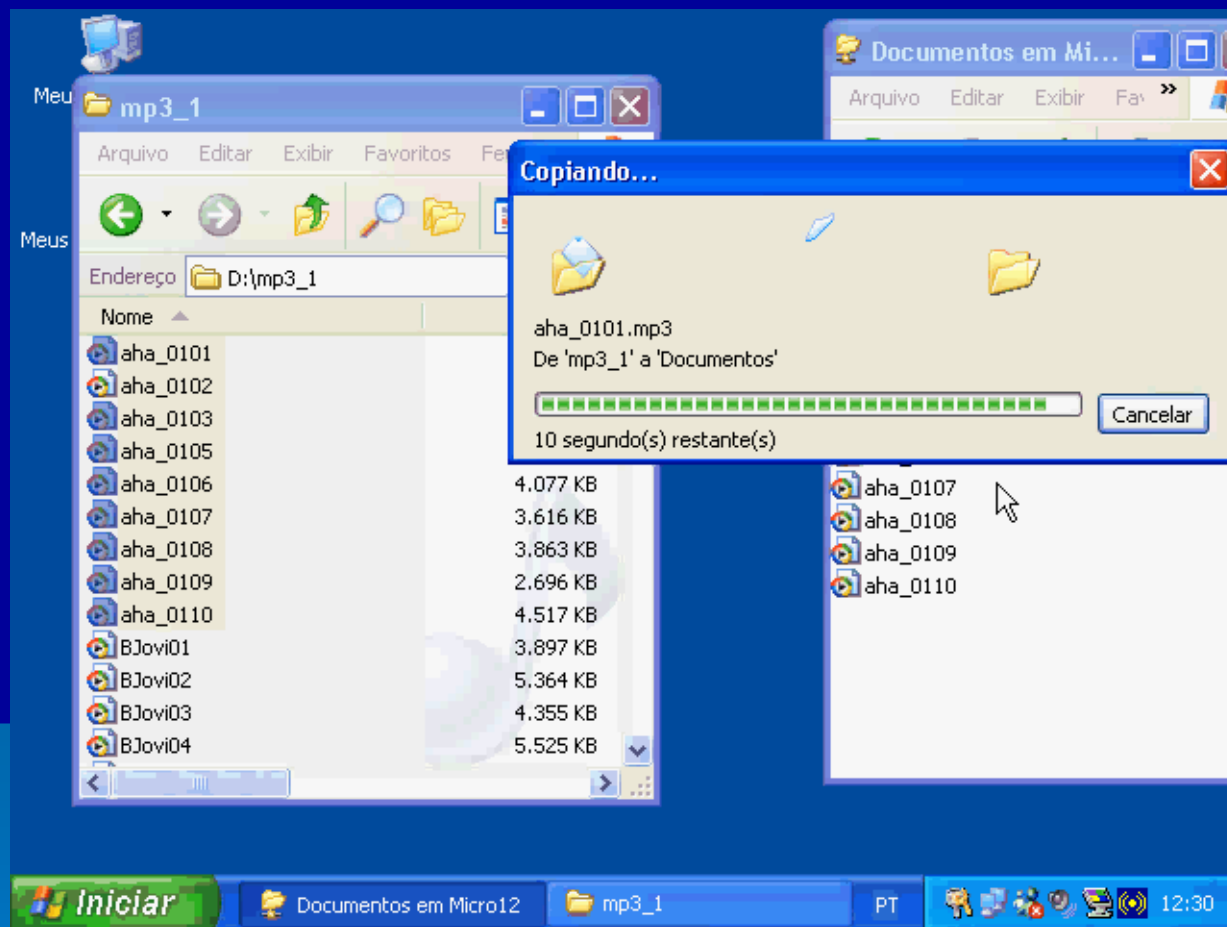 Meu
Meus
mp3_1
Arquivo Editar Exibir Favoritos
Endereço D:\mp3_1
Nome
aha_0101
aha_0102
aha_0103
aha_0105
aha_0106 4.077 KB
aha_0107 3.616 KB
aha_0108 3.863 KB
aha_0109 2.696 KB
aha_0110 4.517 KB
BJovi01 3.897 KB
BJovi02 5.364 KB
BJovi03 4.355 KB
BJovi04 5.525 KB
Documentos em Mi...
Arquivo Editar Exibir Fav »
Copiando...
aha_0101.mp3
De 'mp3_1' a 'Documentos'
10 segundo(s) restante(s)
Cancelar
aha_0107
aha_0108
aha_0109
aha_0110
Iniciar Documentos em Micro12 mp3_1 PT 12:30